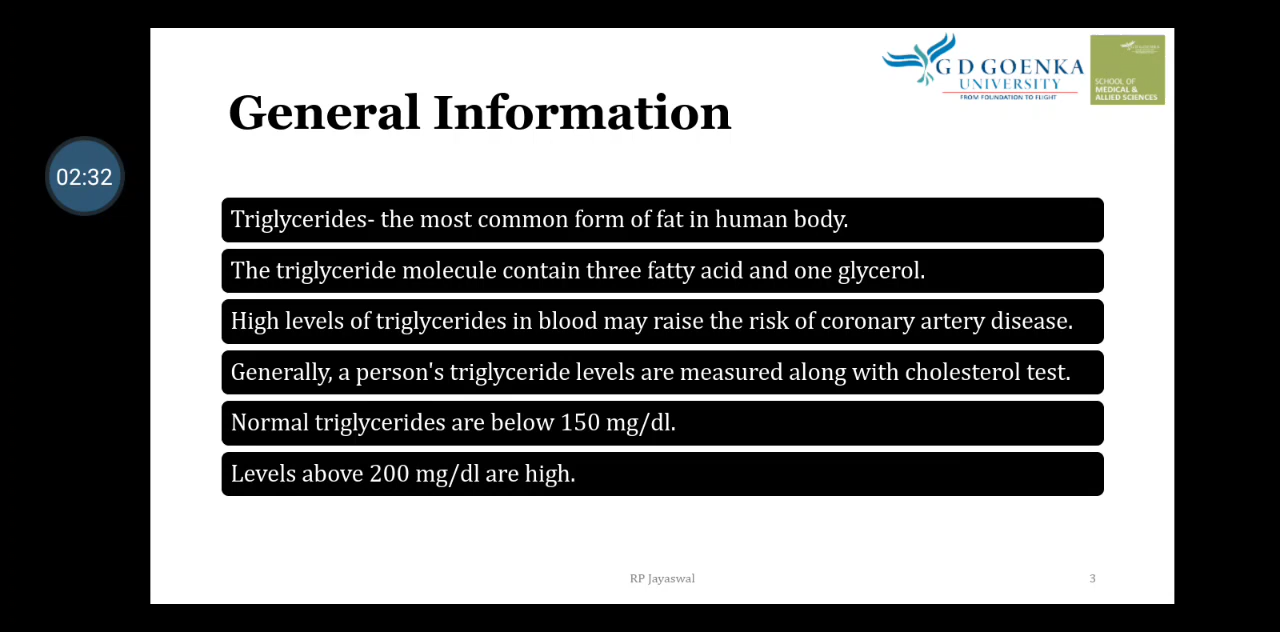 G D GOENKA
UNIVERSITY
FROM FOUNDATION TO FLIGHT
SCHOOL OF
MEDICAL &
ALLIED SCIENCES
General Information
02:32
Triglycerides- the most common form of fat in human body.
The triglyceride molecule contain three fatty acid and one glycerol.
High levels of triglycerides in blood may raise the risk of coronary artery disease.
Generally, a person's triglyceride levels are measured along with cholesterol test.
Normal triglycerides are below 150 mg/dl.
Levels above 200 mg/dl are high.
RP Jayaswal
3